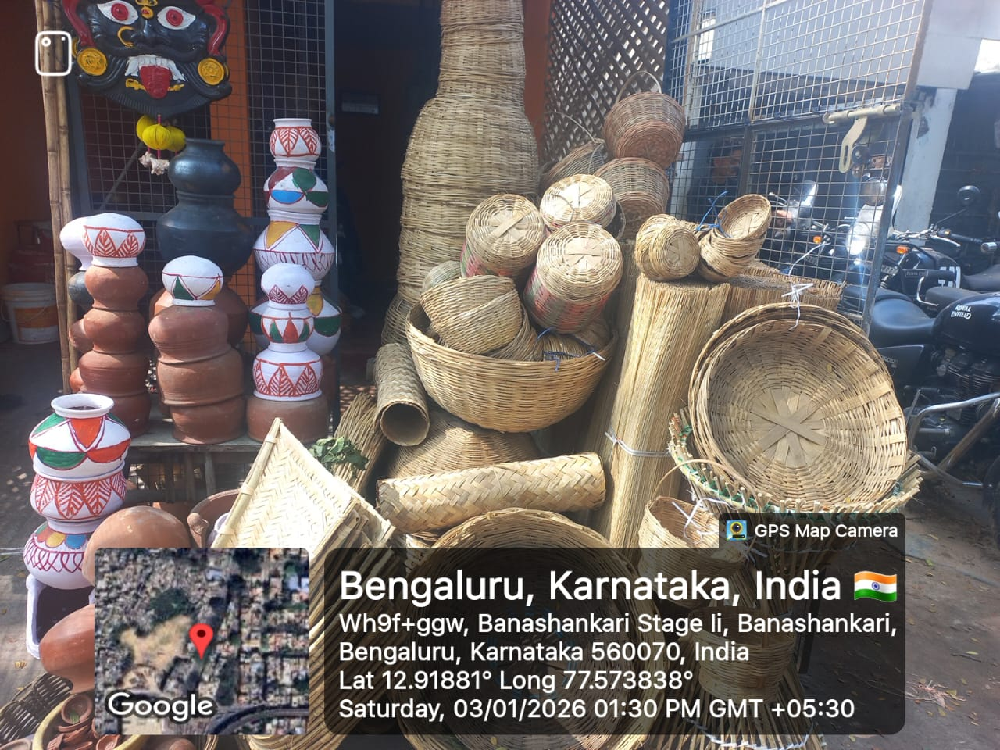 ROYAL
ENFIELD
GPS Map Camera
Bengaluru, Karnataka, India
Wh9f+ggw, Banashankari Stage Ii, Banashankari,
Bengaluru, Karnataka 560070, India
Lat 12.91881° Long 77.573838°
Saturday, 03/01/2026 01:30 PM GMT +05:30
Google